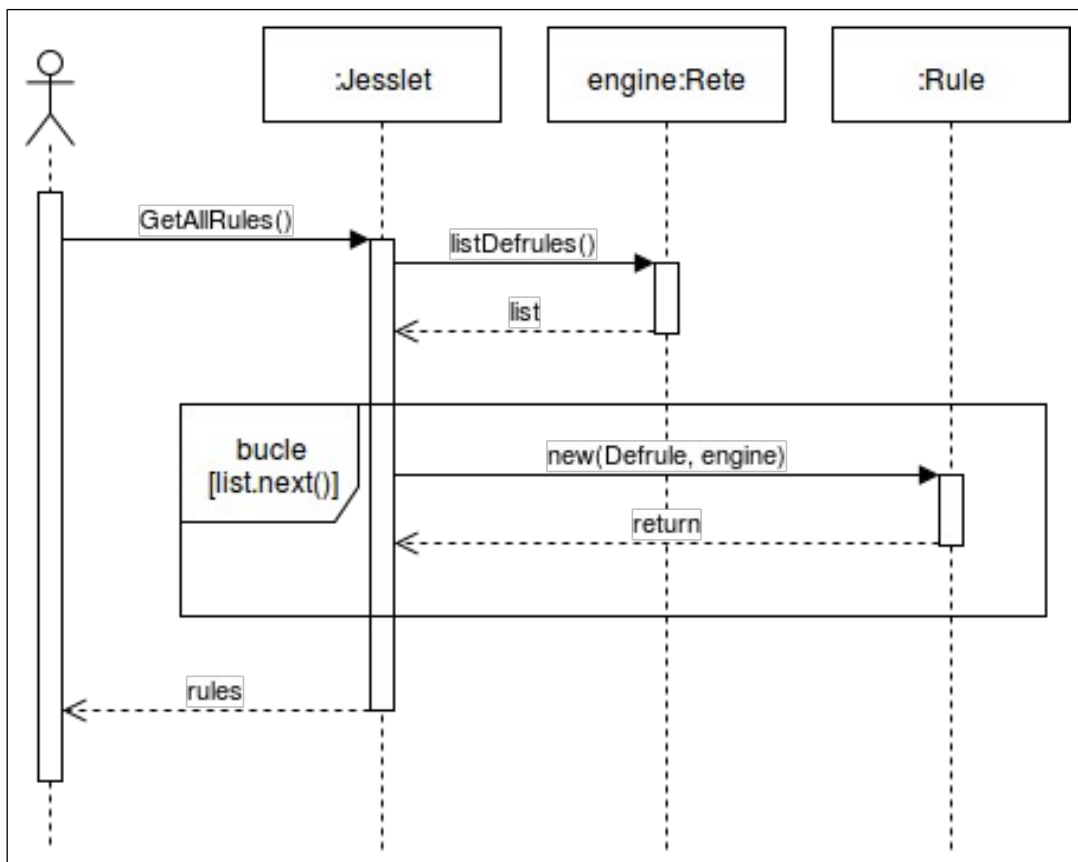 :Jesslet
engine:Rete
:Rule
GetAllRules()
listDefrules()
list
bucle
[list.next()]
new(Defrule, engine)
return
rules